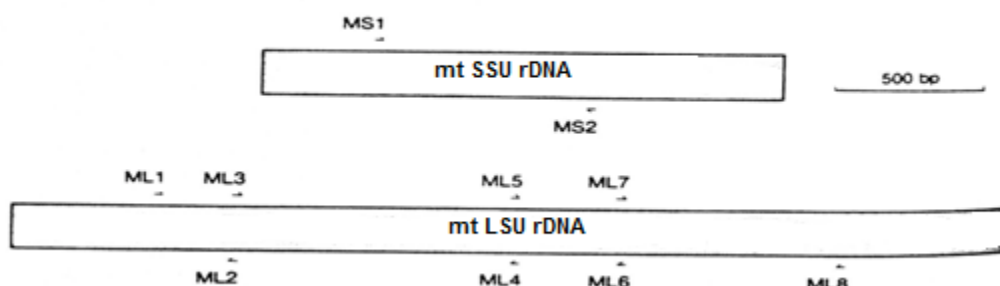 MS1
mt SSU rDNA
500 bp
MS2
ML1 ML3 ML5 ML7
mt LSU rDNA
ML2 ML4 ML6 ML8